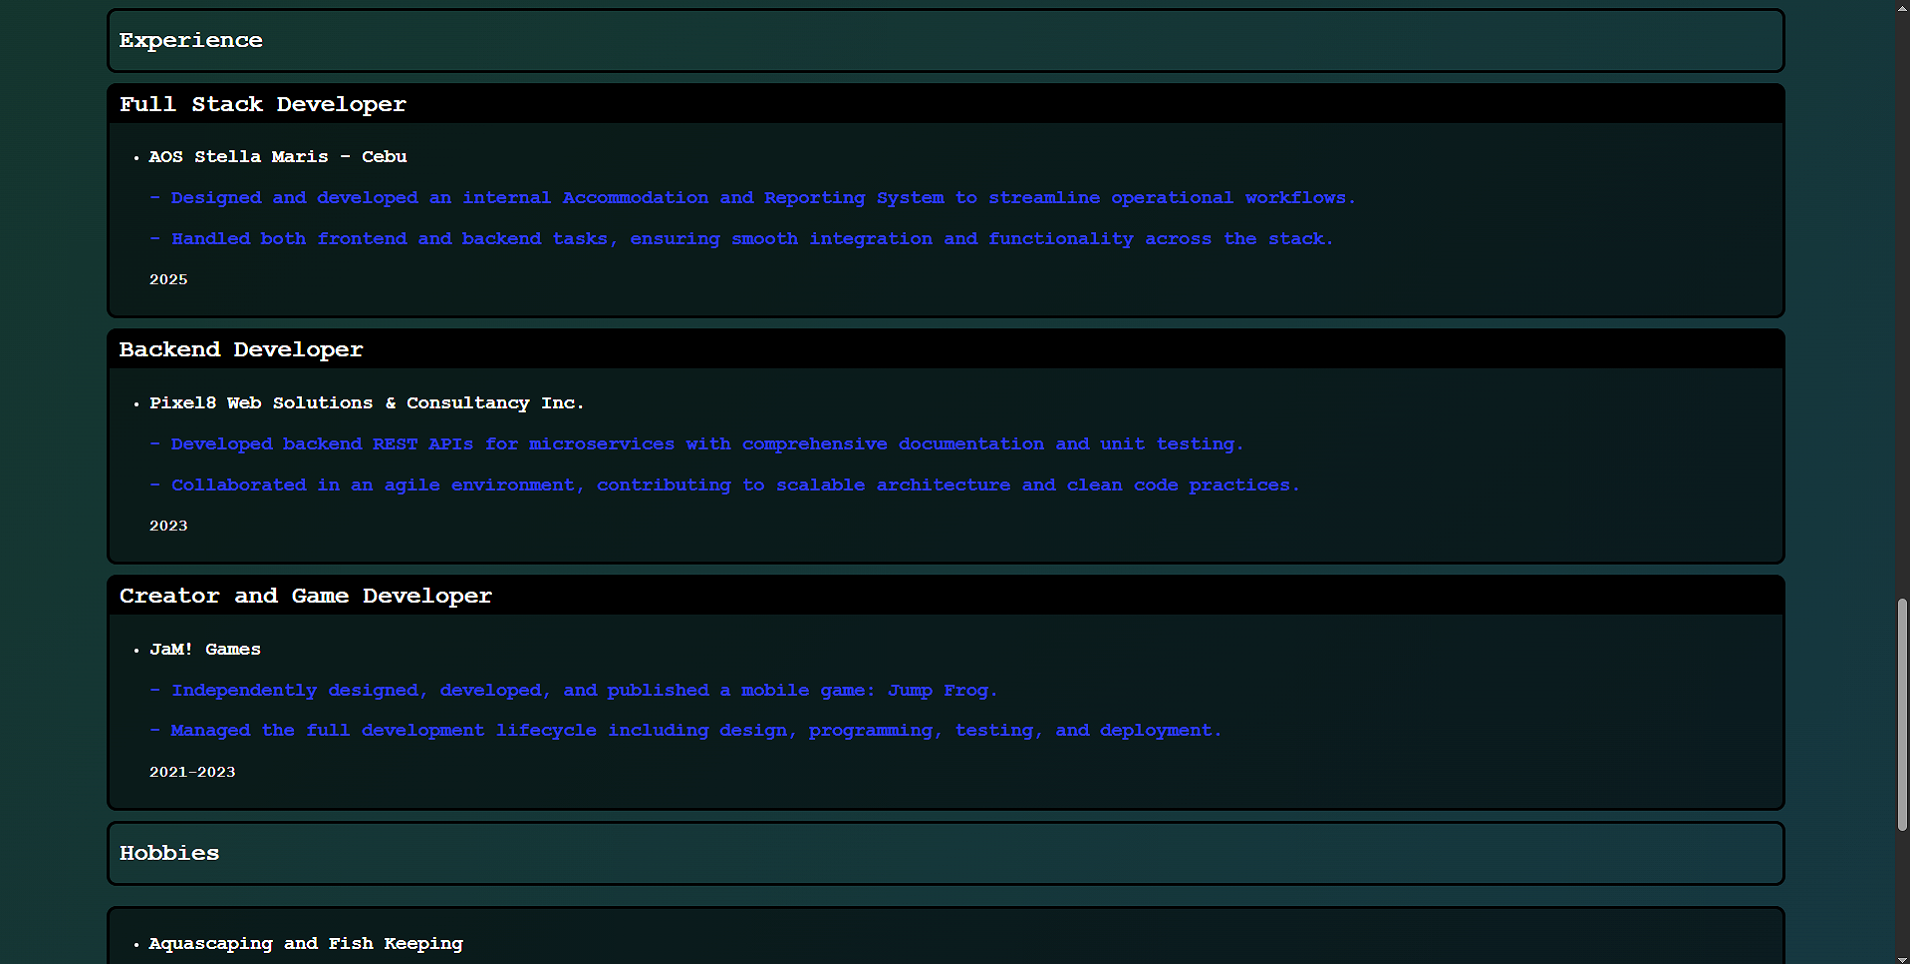 Experience
Full Stack Developer
• AOS Stella Maris - Cebu
- Designed and developed an internal Accommodation and Reporting System to streamline operational workflows.
- Handled both frontend and backend tasks, ensuring smooth integration and functionality across the stack.
2025
Backend Developer
• Pixel8 Web Solutions & Consultancy Inc.
- Developed backend REST APIs for microservices with comprehensive documentation and unit testing.
- Collaborated in an agile environment, contributing to scalable architecture and clean code practices.
2023
Creator and Game Developer
• JaM! Games
- Independently designed, developed, and published a mobile game: Jump Frog.
- Managed the full development lifecycle including design, programming, testing, and deployment.
2021-2023
Hobbies
• Aquascaping and Fish Keeping